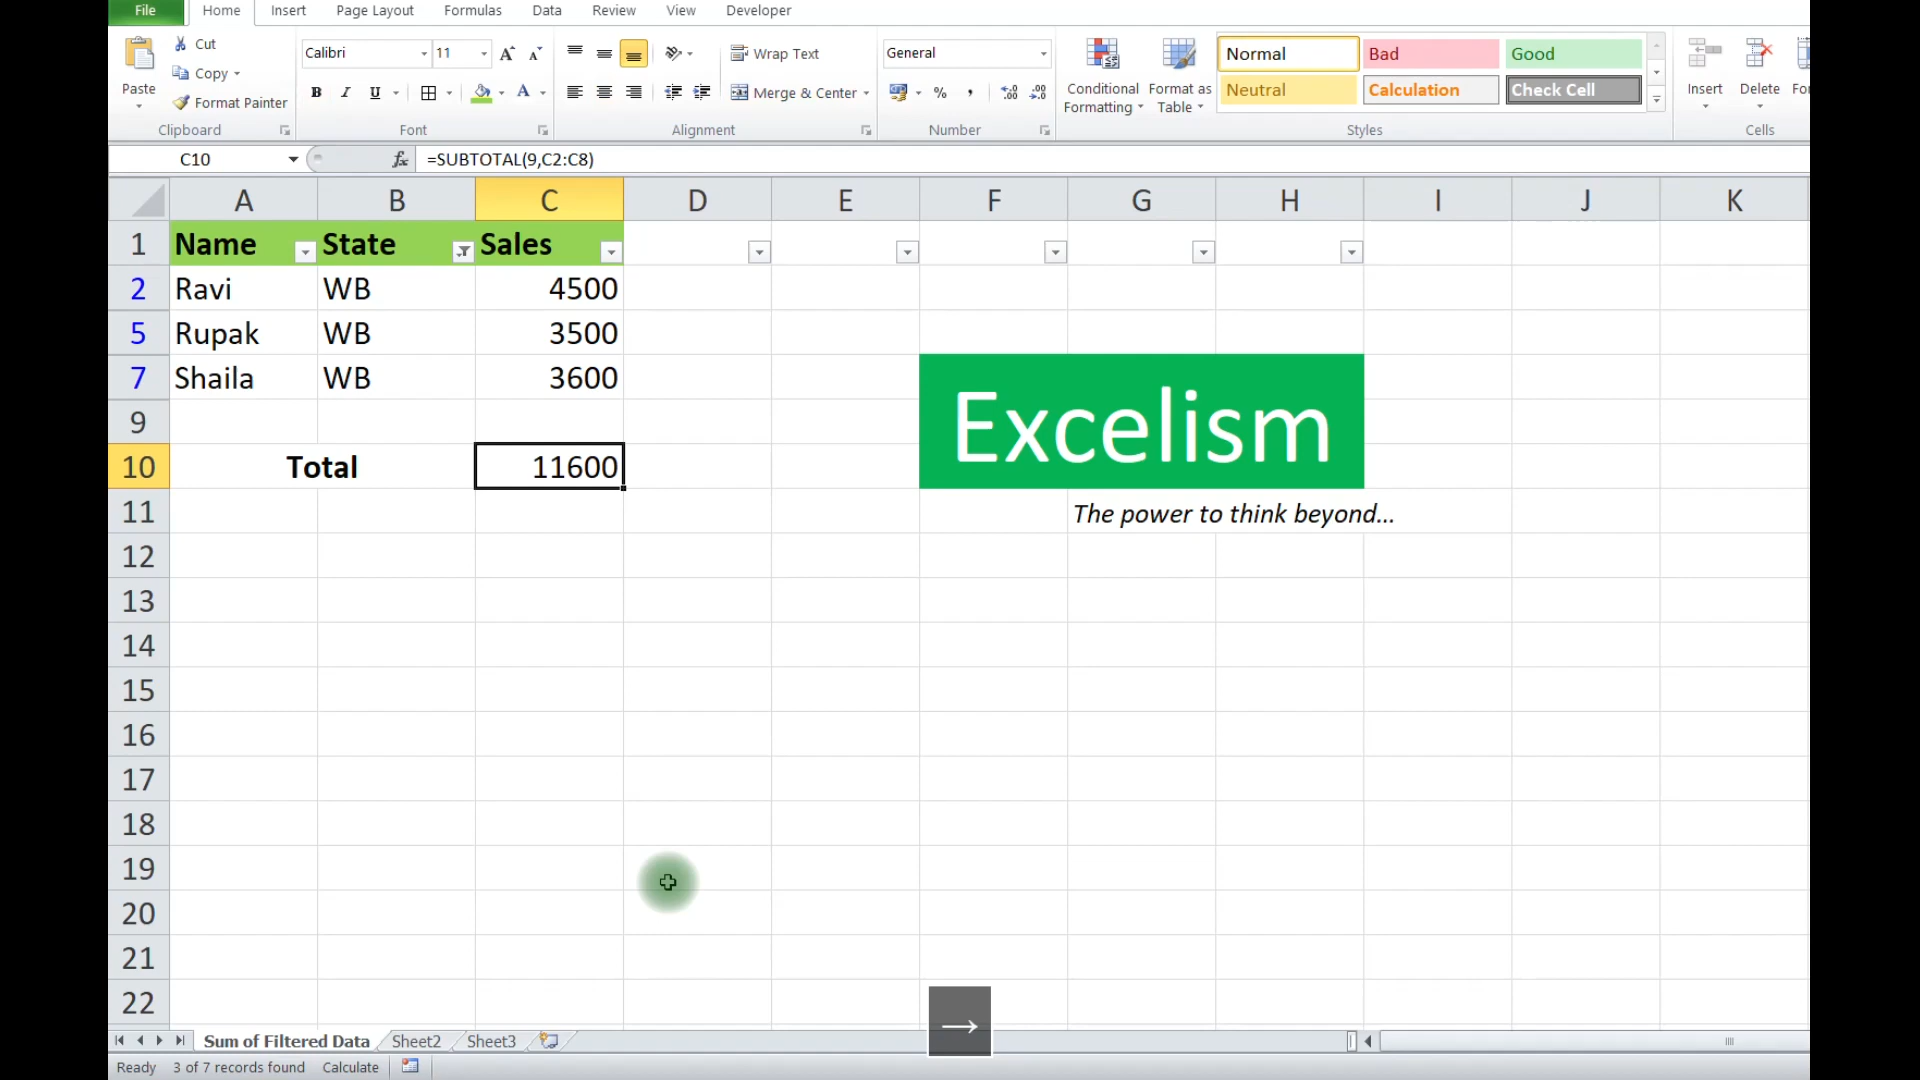 File Home Insert Page Layout Formulas Data Review View Developer
Cut
Copy
Format Painter
Paste
Clipboard
Calibri 11
B I U
Font
Wrap Text
Merge & Center
Alignment
General
%
Number
Conditional Formatting
Format as Table
Normal Bad Good
Neutral Calculation Check Cell
Styles
Insert Delete
Cells
C10 fx =SUBTOTAL(9,C2:C8)
A B C D E F G H I J K
1 Name State Sales
2 Ravi WB 4500
5 Rupak WB 3500
7 Shaila WB 3600
9
10 Total 11600
Excelism
11 The power to think beyond...
12
13
14
15
16
17
18
19
20
21
22
→
Sum of Filtered Data Sheet2 Sheet3
Ready 3 of 7 records found Calculate